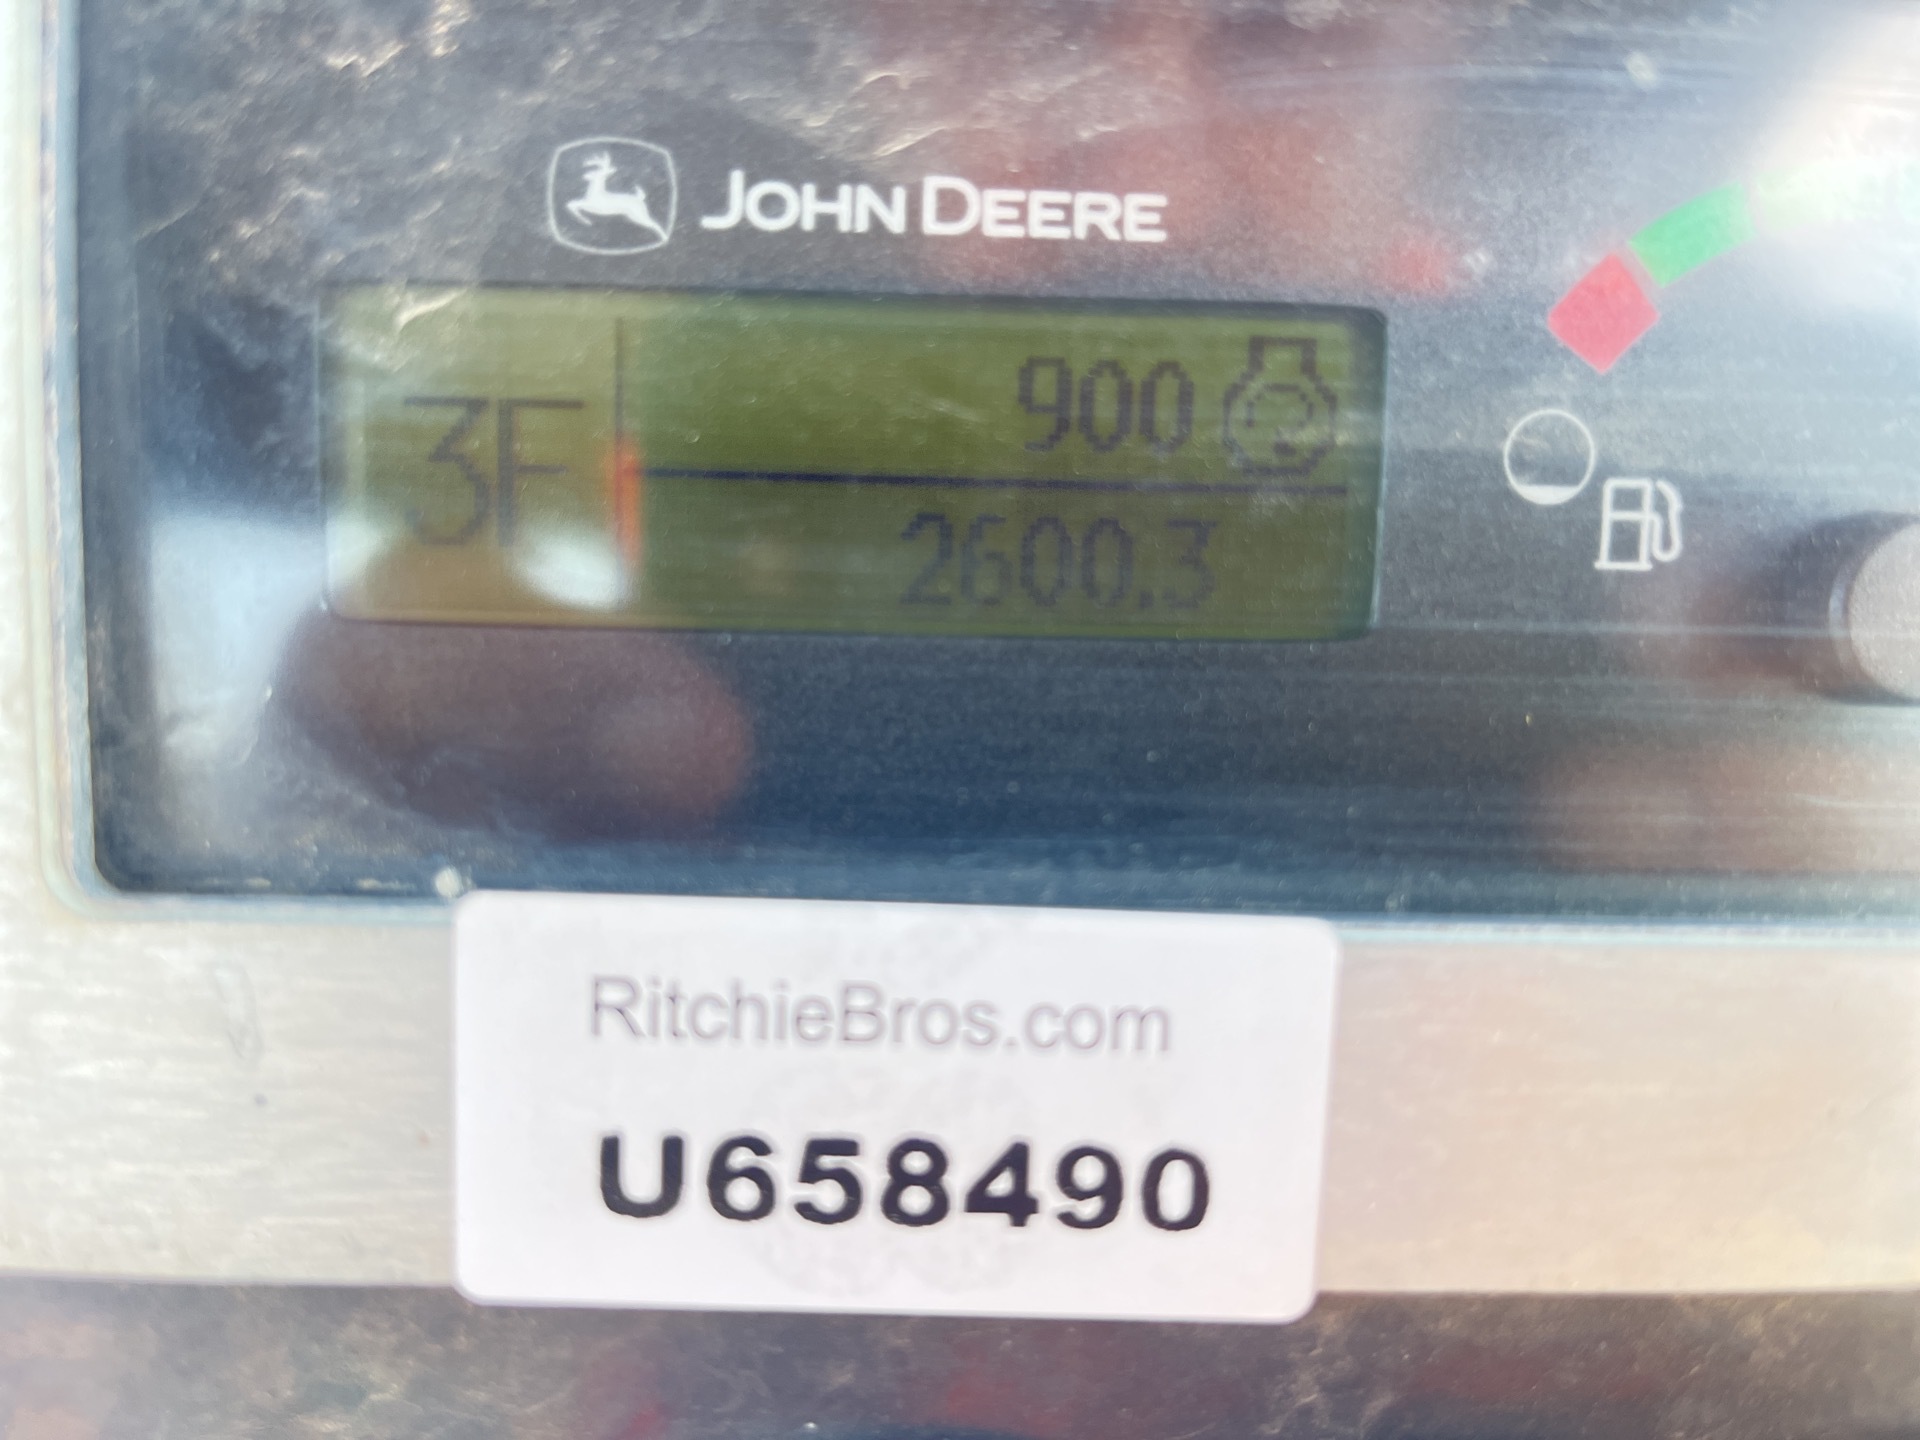 JOHN DEERE
3F
900
2600.3
RitchieBros.com
U658490